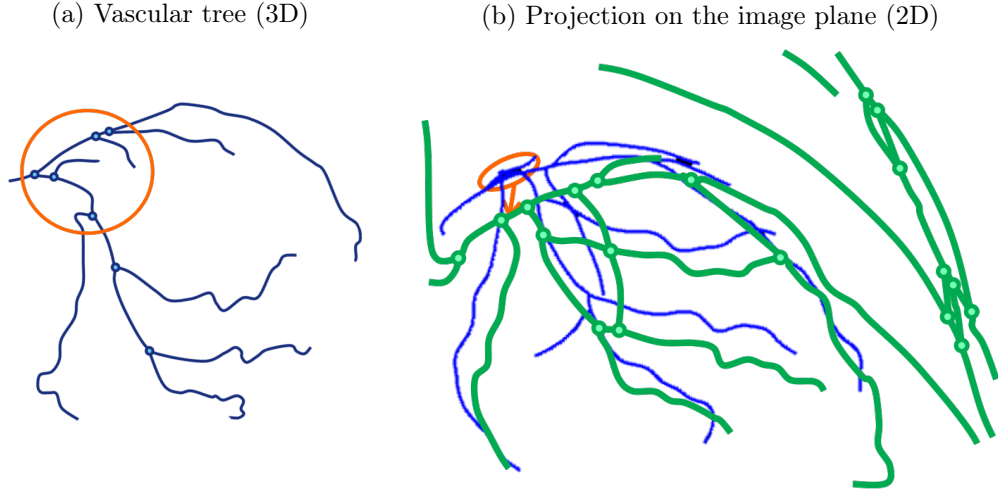 (a) Vascular tree (3D)
(b) Projection on the image plane (2D)